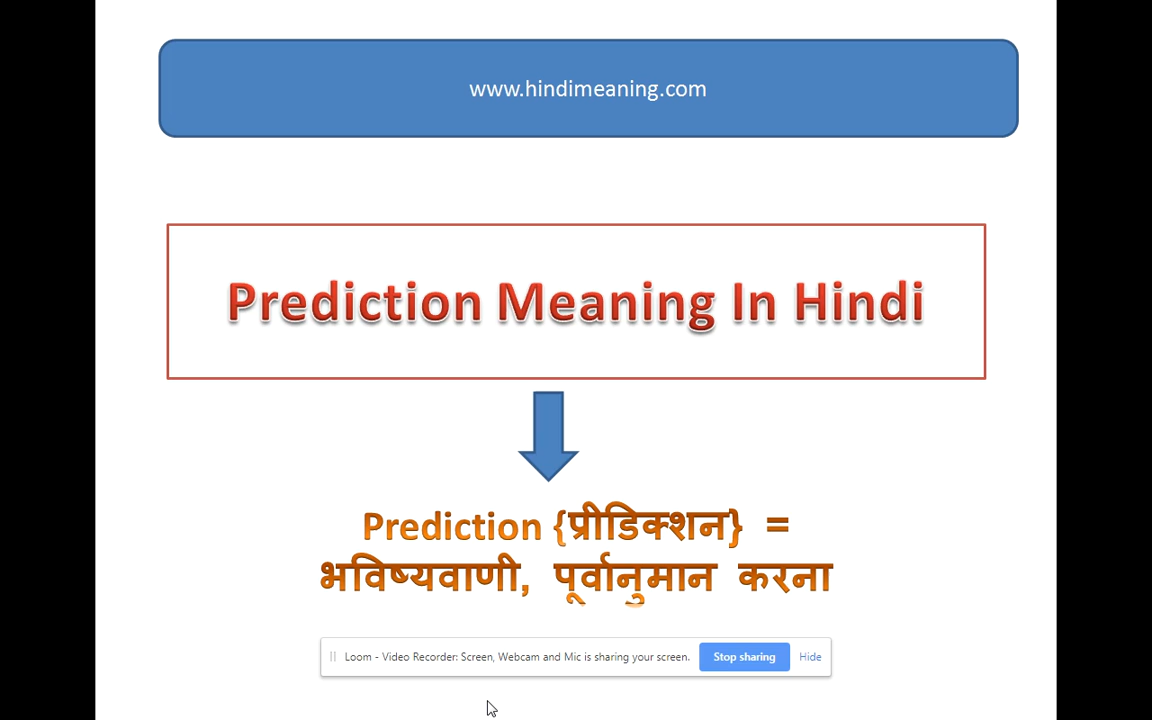 www.hindimeaning.com
Prediction Meaning In Hindi
Prediction {प्रीडिक्शन} =
भविष्यवाणी, पूर्वानुमान करना
Loom - Video Recorder: Screen, Webcam and Mic is sharing your screen. Stop sharing Hide